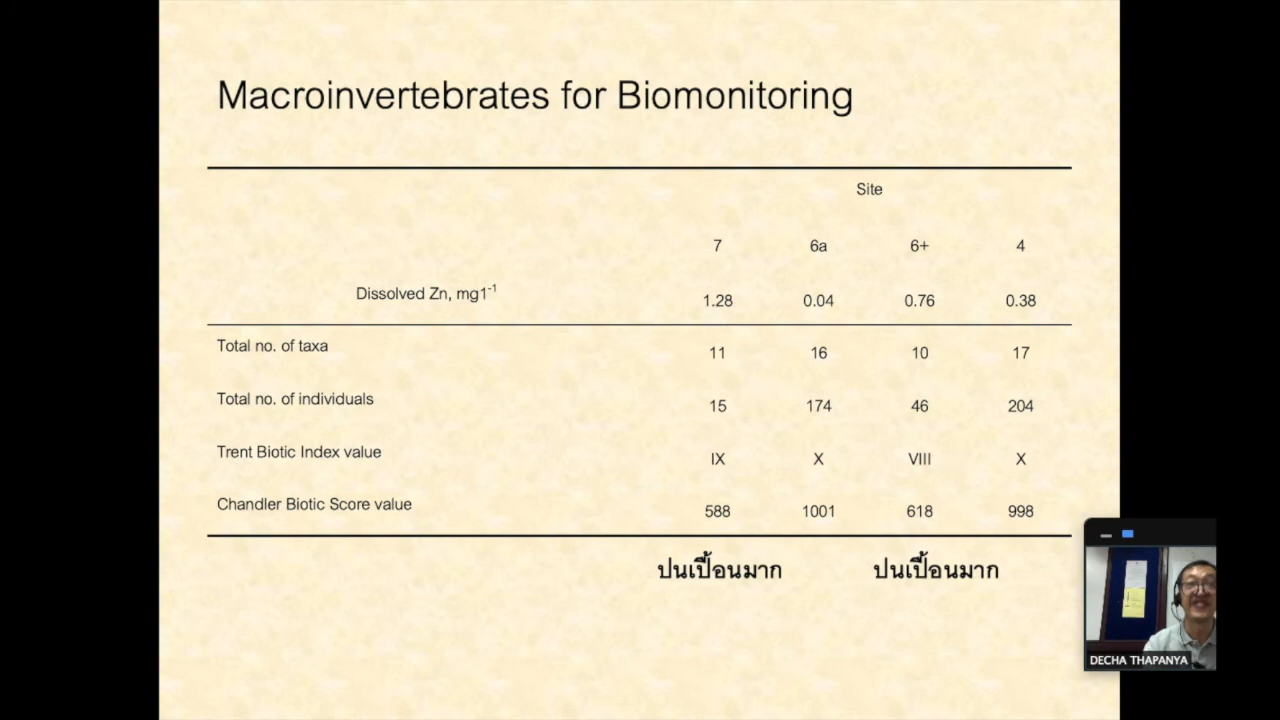 Macroinvertebrates for Biomonitoring
Site
7 6a 6+ 4
Dissolved Zn, mg1-1 1.28 0.04 0.76 0.38
Total no. of taxa 11 16 10 17
Total no. of individuals 15 174 46 204
Trent Biotic Index value IX X VIII X
Chandler Biotic Score value 588 1001 618 998
ปนเปื้อนมาก ปนเปื้อนมาก
DECHA THAPANYA